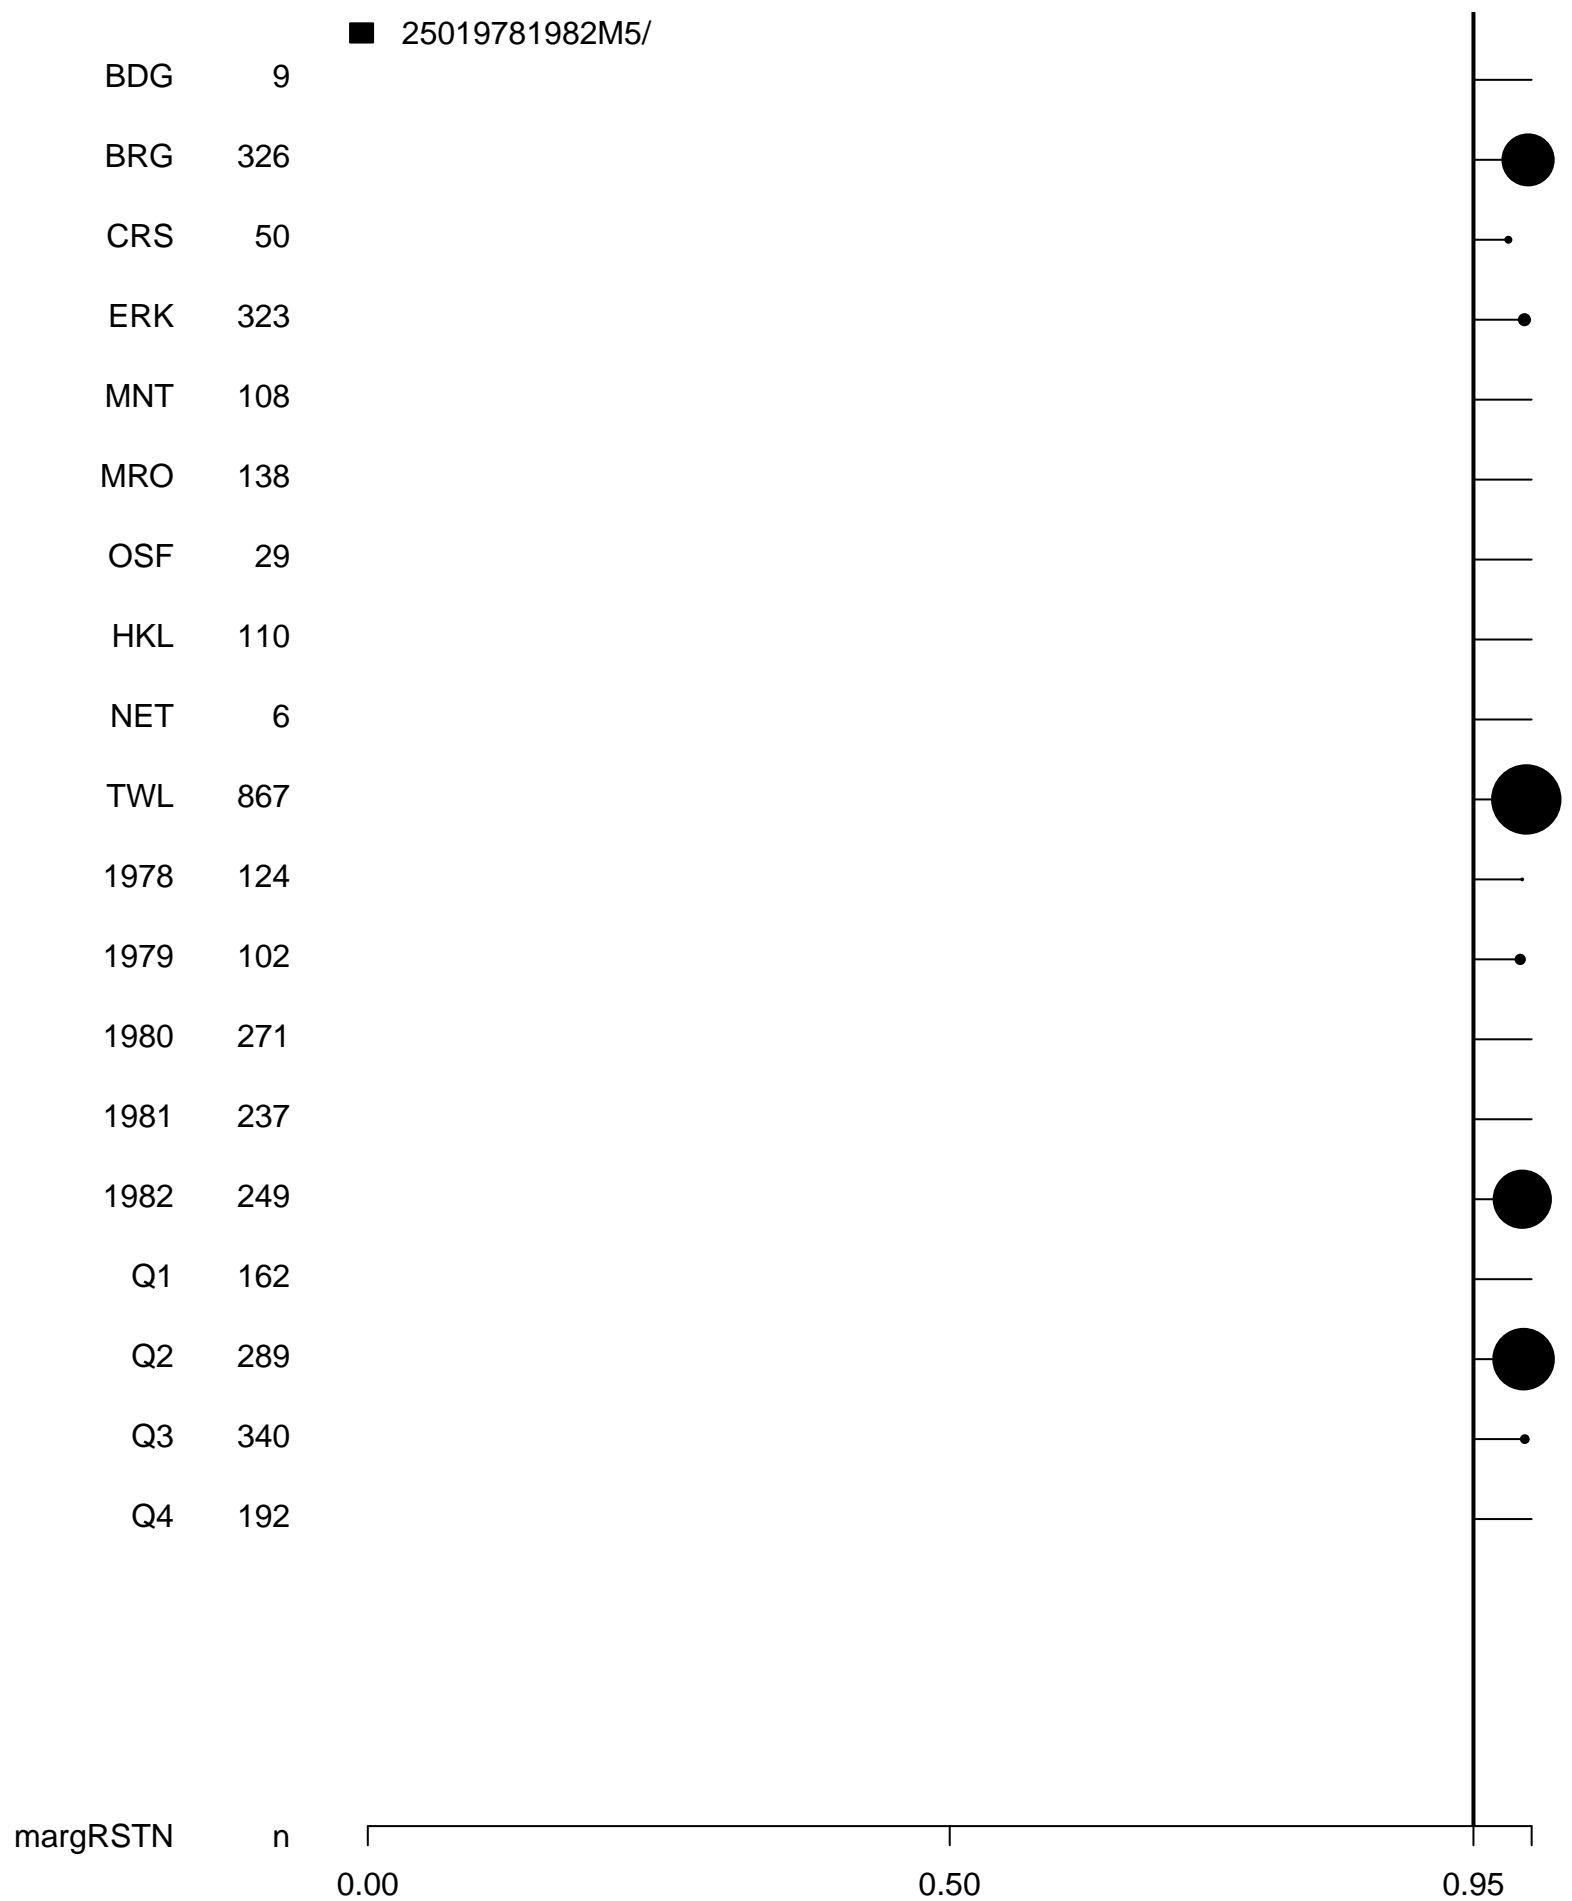 25019781982M5/
BDG 9
BRG 326
CRS 50
ERK 323
MNT 108
MRO 138
OSF 29
HKL 110
NET 6
TWL 867
1978 124
1979 102
1980 271
1981 237
1982 249
Q1 162
Q2 289
Q3 340
Q4 192
margRSTN n
0.00 0.50 0.95